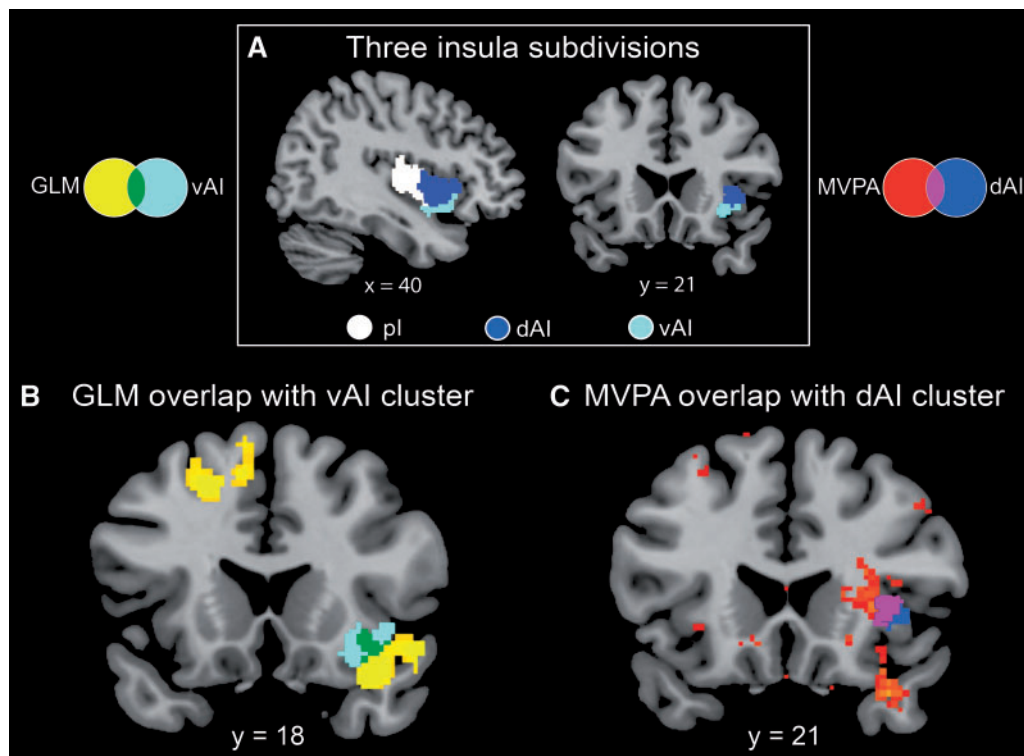 A Three insula subdivisions
GLM vAI
MVPA dAI
x = 40
y = 21
pI dAI vAI
B GLM overlap with vAI cluster
C MVPA overlap with dAI cluster
y = 18
y = 21